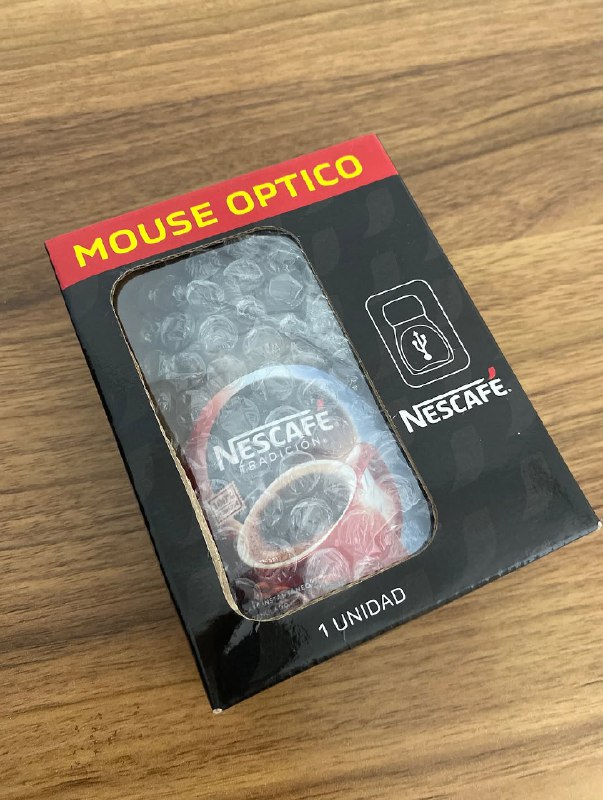 MOUSE OPTICO
NESCAFÉ
NESCAFÉ
TRADICIÓN
1 UNIDAD